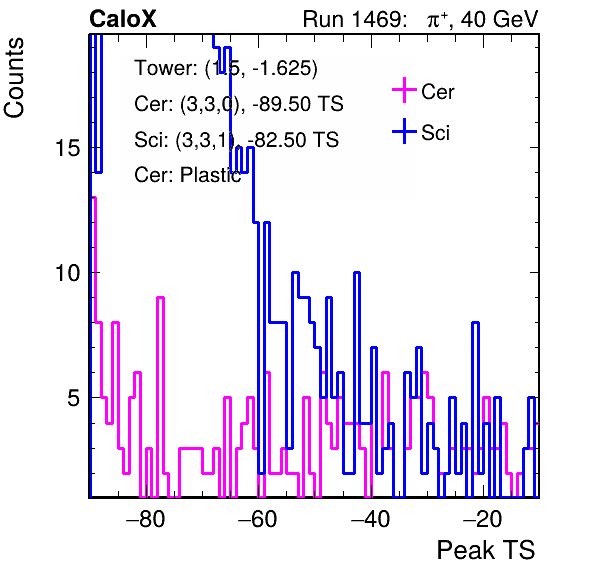 CaloX Run 1469: π+, 40 GeV
Counts
Tower: (1.5, -1.625)
Cer: (3,3,0), -89.50 TS
Sci: (3,3,1), -82.50 TS
Cer: Plastic
Cer
Sci
15
10
5
−80 −60 −40 −20
Peak TS